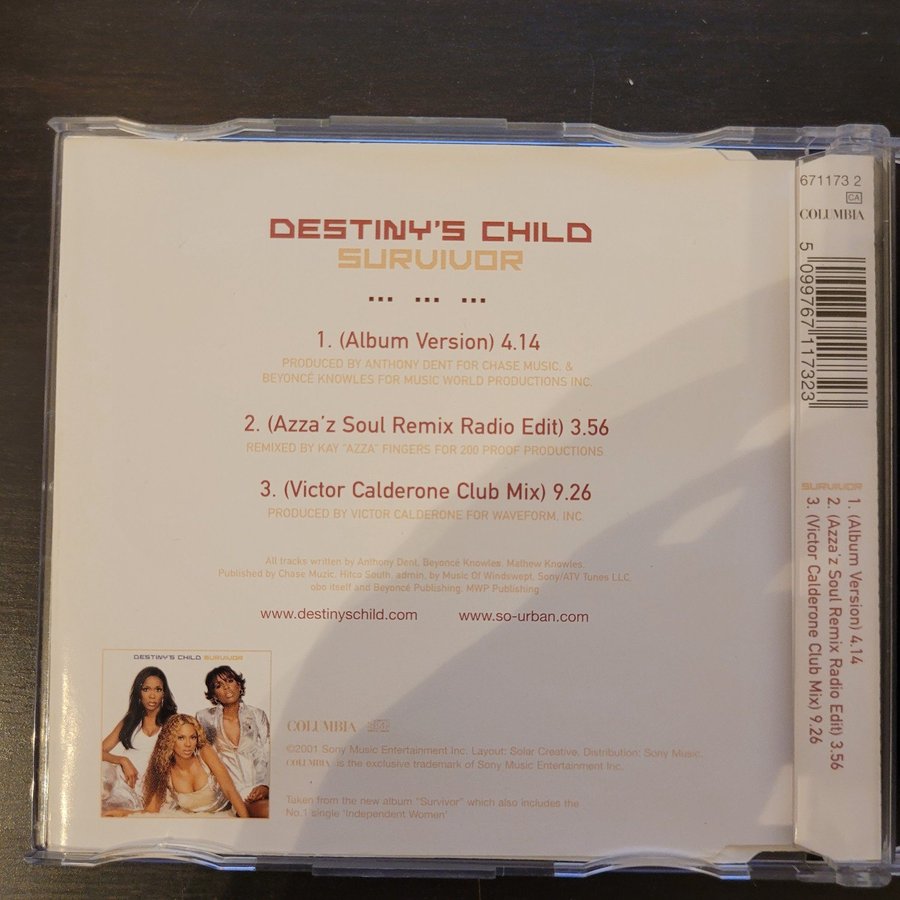 DESTINY'S CHILD
SURVIVOR
1. (Album Version) 4.14
PRODUCED BY ANTHONY DENT FOR CHASE MUSIC, &
BEYONCÉ KNOWLES FOR MUSIC WORLD PRODUCTIONS INC.
2. (Azza'z Soul Remix Radio Edit) 3.56
REMIXED BY KAY "AZZA" FINGERS FOR 200 PROOF PRODUCTIONS
3. (Victor Calderone Club Mix) 9.26
PRODUCED BY VICTOR CALDERONE FOR WAVEFORM, INC.
All tracks written by Anthony Dent, Beyoncé Knowles, Mathew Knowles.
Published by Chase Muzic, Hitco South, admin, by Music Of Windswept, Sony/ATV Tunes LLC
obo itself and Beyoncé Publishing, MWP Publishing
www.destinyschild.com www.so-urban.com
DESTINY'S CHILD SURVIVOR
COLUMBIA
©2001 Sony Music Entertainment Inc. Layout: Solar Creative. Distribution: Sony Music.
COLUMBIA is the exclusive trademark of Sony Music Entertainment Inc.
Taken from the new album "Survivor" which also includes the
No.1 single 'Independent Women'
671173 2
CA
COLUMBIA
5 099767 117323
SURVIVOR
1. (Album Version) 4.14
2. (Azza'z Soul Remix Radio Edit) 3.56
3. (Victor Calderone Club Mix) 9.26